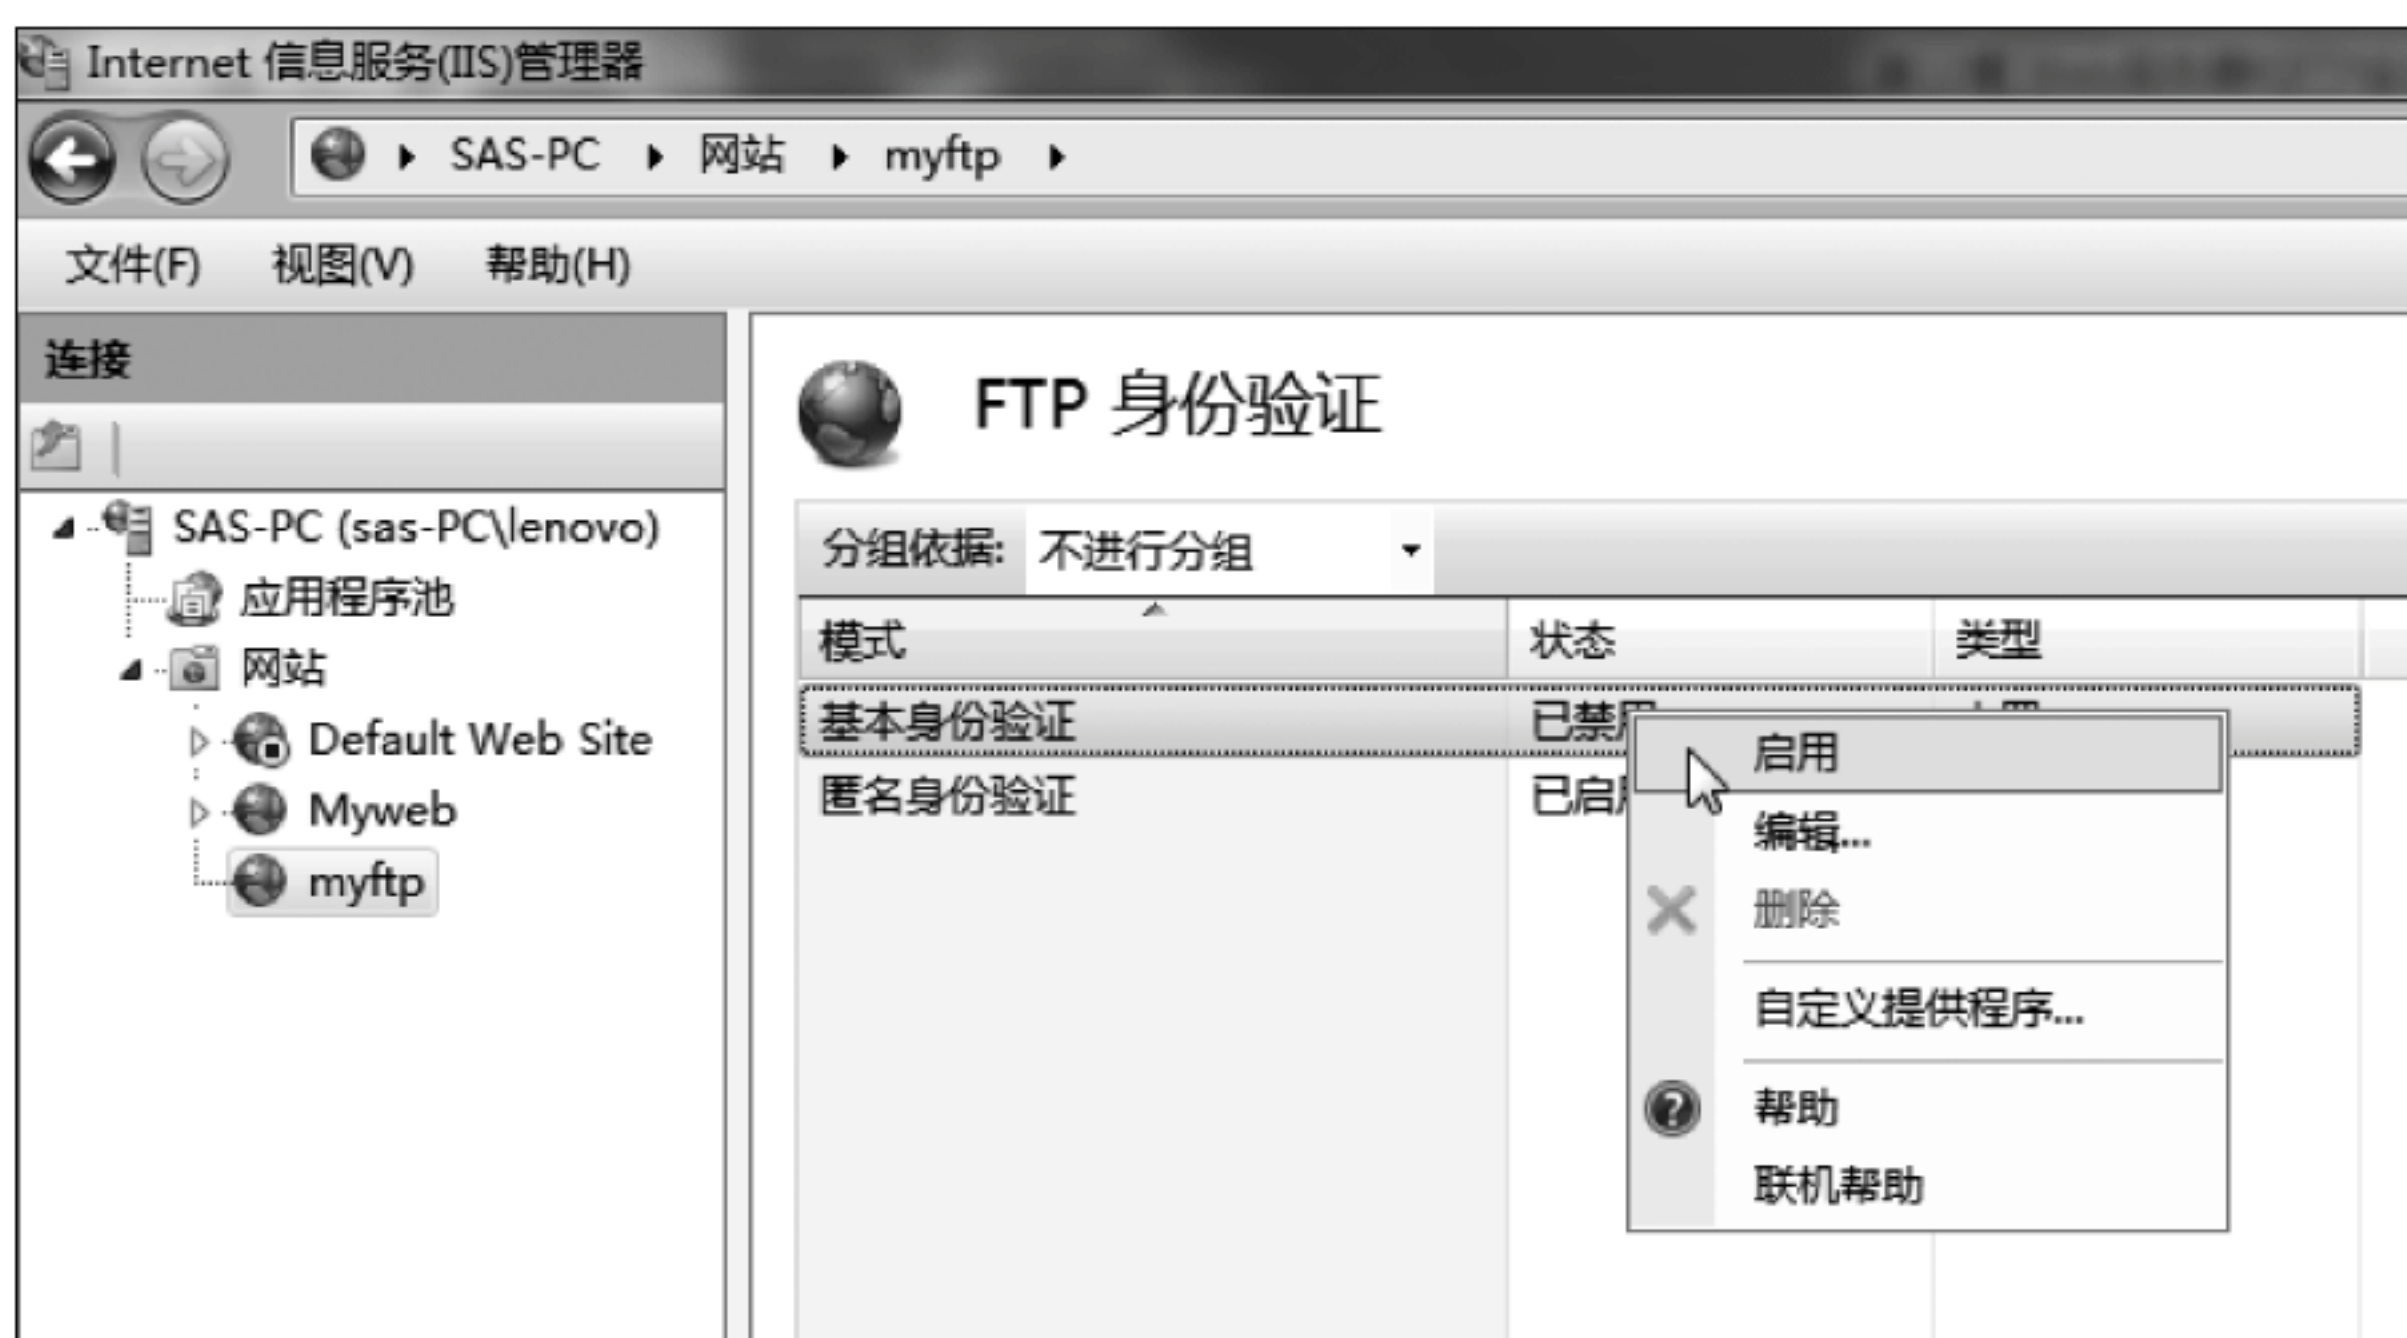 Internet 信息服务(IIS)管理器
SAS-PC 网站 myftp
文件(F) 视图(V) 帮助(H)
连接
SAS-PC (sas-PC\lenovo)
应用程序池
网站
Default Web Site
Myweb
myftp
FTP 身份验证
分组依据: 不进行分组
模式 状态 类型
基本身份验证 已禁
匿名身份验证 已启
启用
编辑...
删除
自定义提供程序...
帮助
联机帮助